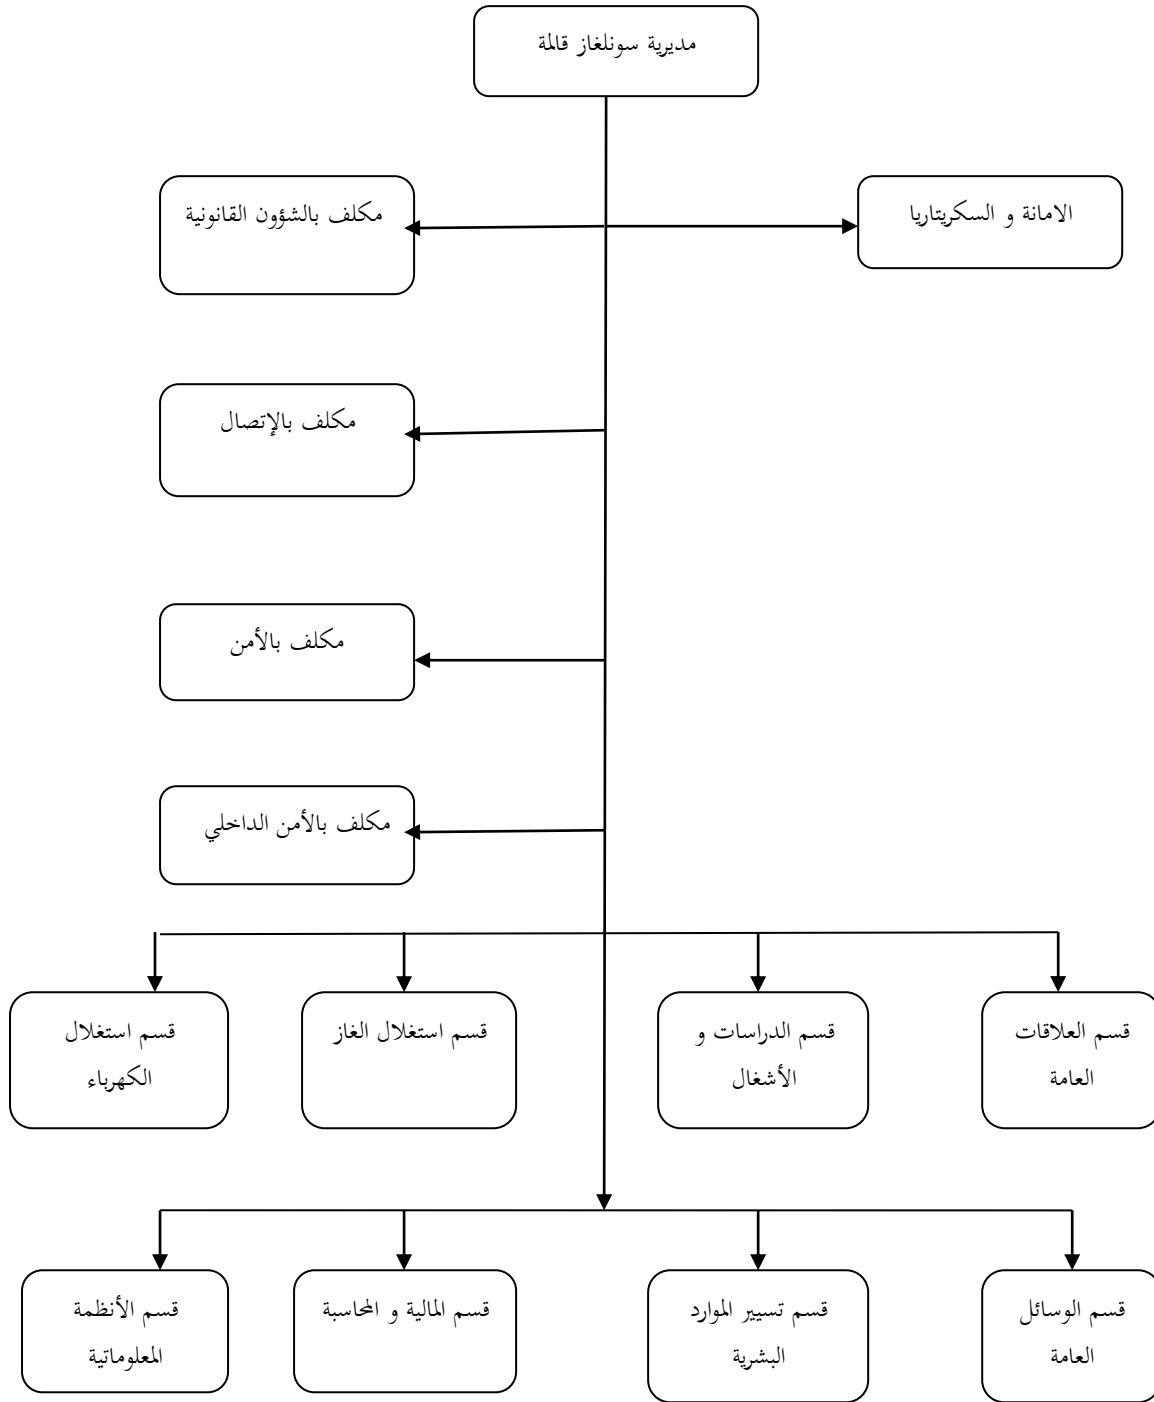 مديرية سونلغاز قالمة
الامانة و السكريتاريا
مكلف بالشؤون القانونية
مكلف بالإتصال
مكلف بالأمن
مكلف بالأمن الداخلي
قسم العلاقات
العامة
قسم الدراسات و
الأشغال
قسم استغلال الغاز
قسم استغلال
الكهرباء
قسم الوسائل
العامة
قسم تسيير الموارد
البشرية
قسم المالية و المحاسبة
قسم الأنظمة
المعلوماتية